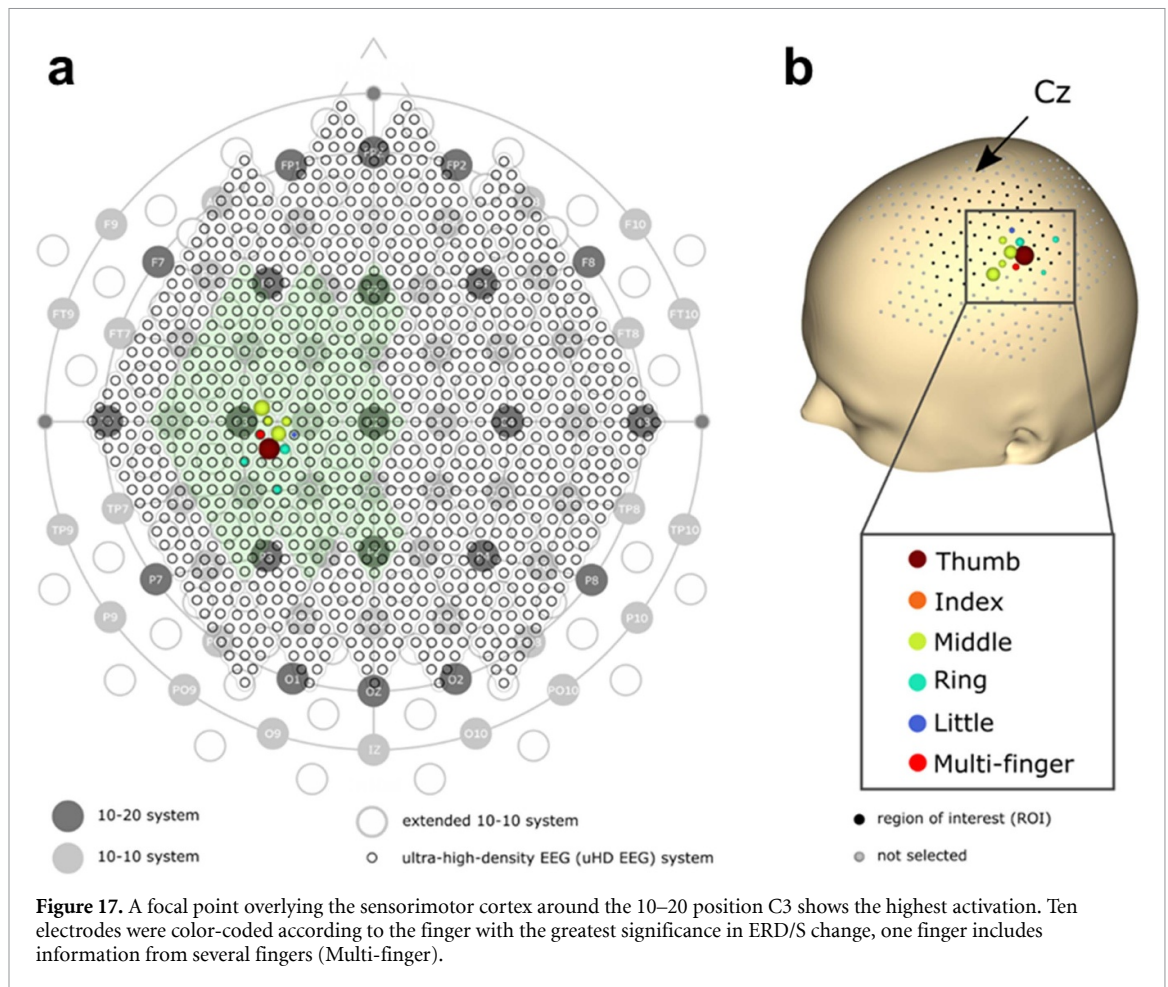 a
b
Cz
FP1
FP2
F9
F10
F7
F8
FT9
FT7
FT8
FT10
TP9
TP7
TP8
TP10
P7
P8
P9
P10
PO9
O1
OZ
O2
PO10
O9
O10
IZ
Thumb
Index
Middle
Ring
Little
Multi-finger
10-20 system
10-10 system
extended 10-10 system
ultra-high-density EEG (uHD EEG) system
region of interest (ROI)
not selected
Figure 17. A focal point overlying the sensorimotor cortex around the 10–20 position C3 shows the highest activation. Ten
electrodes were color-coded according to the finger with the greatest significance in ERD/S change, one finger includes
information from several fingers (Multi-finger).